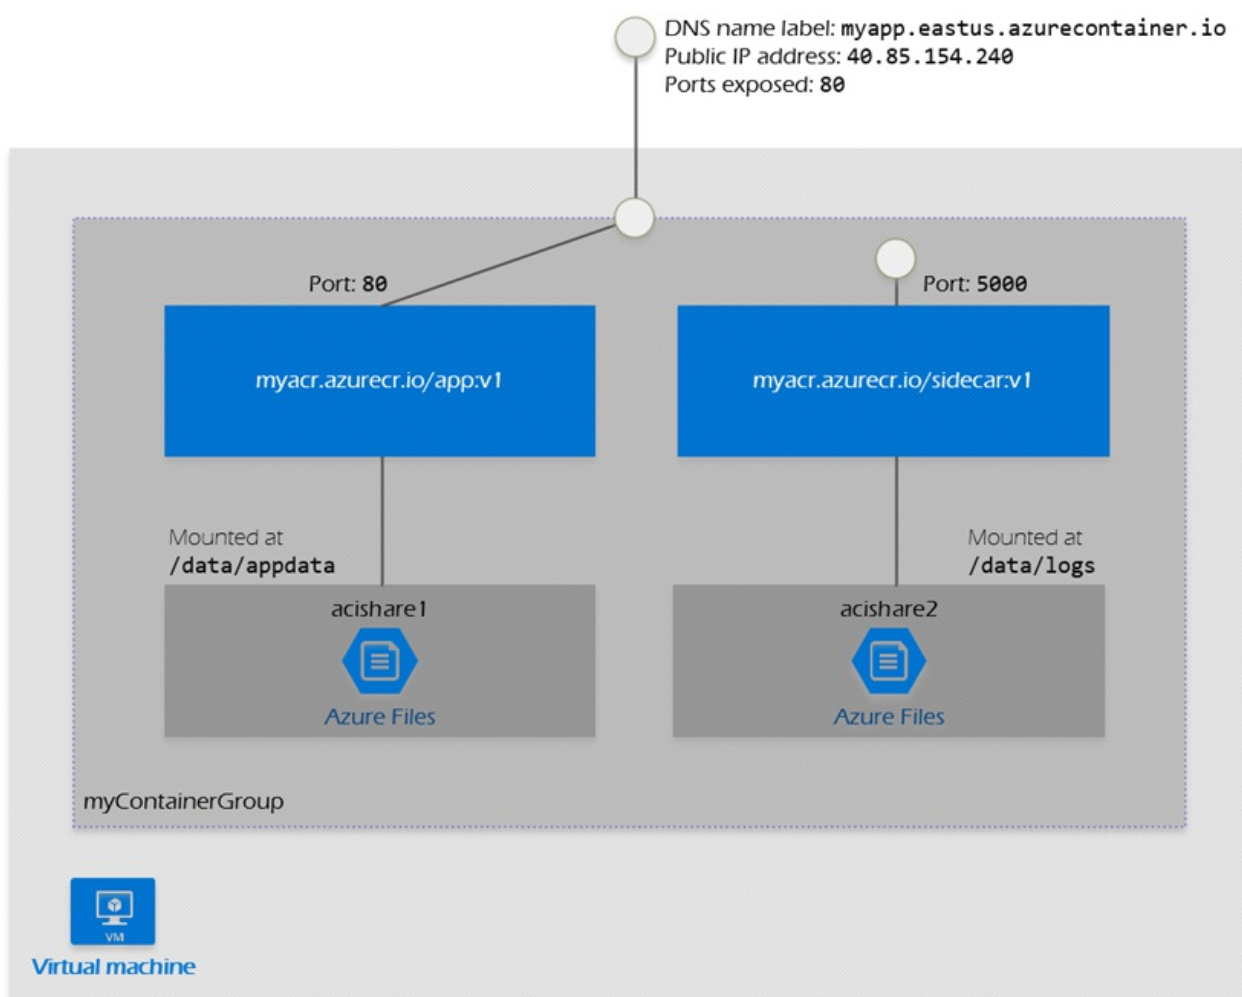 DNS name label: myapp.eastus.azurecontainer.io
Public IP address: 40.85.154.240
Ports exposed: 80
Port: 80
Port: 5000
myacr.azurecr.io/app:v1
myacr.azurecr.io/sidecar:v1
Mounted at
/data/appdata
Mounted at
/data/logs
acishare1
Azure Files
acishare2
Azure Files
myContainerGroup
VM
Virtual machine